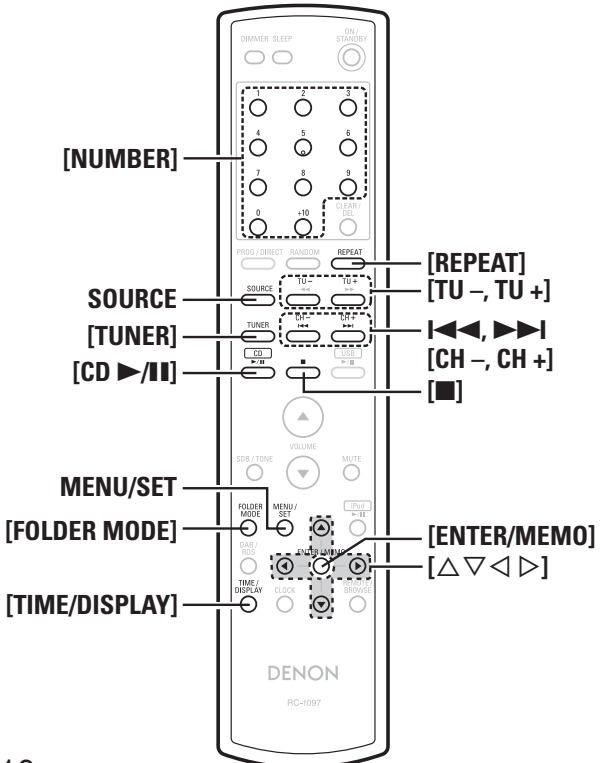 DIMMER SLEEP
ON / STANDBY
1 2 3
4 5 6
[NUMBER]
7 8 9
CLEAR / DEL
0 +10
PROG / DIRECT RANDOM REPEAT
[REPEAT]
SOURCE
SOURCE
TU – TU +
[TU –, TU +]
[TUNER]
TUNER
CH – CH +
[CH –, CH +]
[CD ►/II]
CD
USB
[■]
VOLUME
SDB / TONE MUTE
MENU/SET
FOLDER MODE
MENU / SET
iPod
[FOLDER MODE]
[ENTER/MEMO]
DAB / RDS
ENTER / MEMO
[△ ▽ ◁ ▷]
[TIME/DISPLAY]
TIME / DISPLAY
CLOCK
REMOTE / BROWSE
DENON
RC-1097